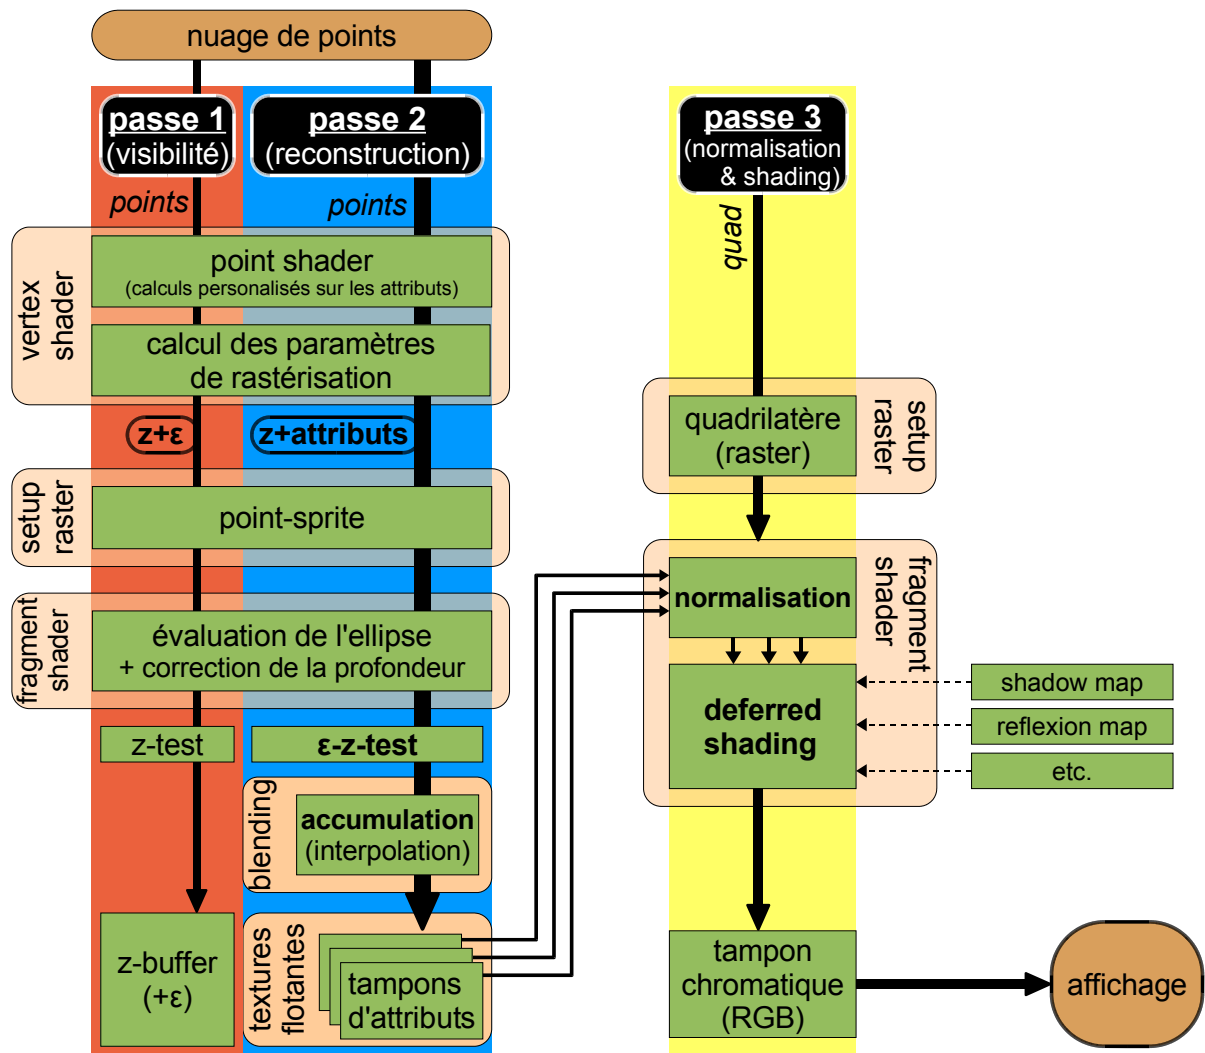 nuage de points
passe 1
(visibilité)
passe 2
(reconstruction)
passe 3
(normalisation
& shading)
points
points
quad
vertex
shader
point shader
(calculs personalisés sur les attributs)
calcul des paramètres
de rastérisation
z+ε
z+attributs
quadrilatère
(raster)
setup
raster
setup
raster
point-sprite
fragment
shader
évaluation de l'ellipse
+ correction de la profondeur
normalisation
fragment
shader
deferred
shading
shadow map
reflexion map
etc.
z-test
ε-z-test
blending
accumulation
(interpolation)
z-buffer
(+ε)
textures
flotantes
tampons
d'attributs
tampon
chromatique
(RGB)
affichage